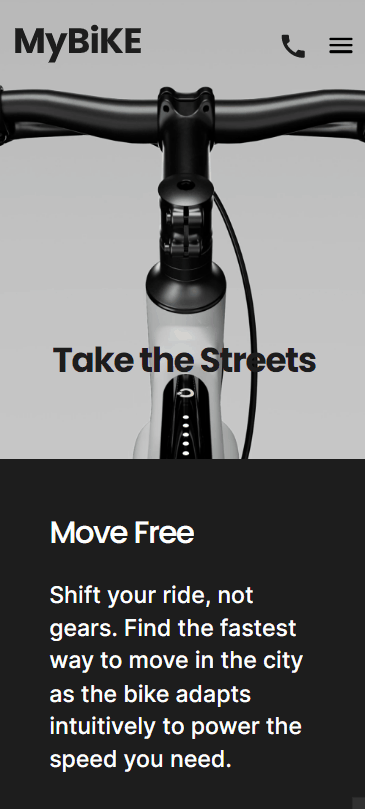 MyBiKE
Take the Streets
Move Free
Shift your ride, not
gears. Find the fastest
way to move in the city
as the bike adapts
intuitively to power the
speed you need.